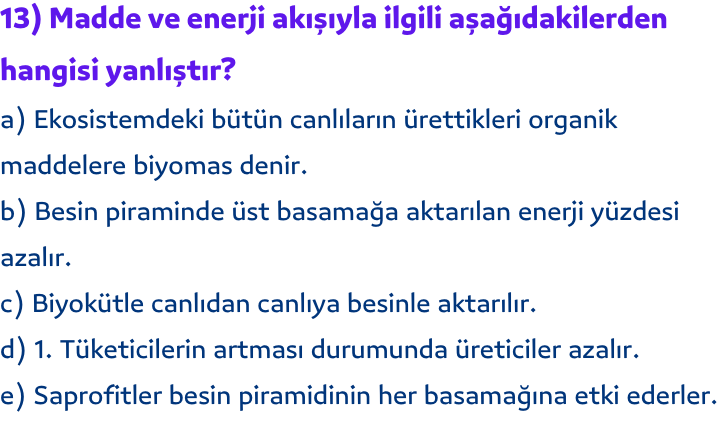 13) Madde ve enerji akışıyla ilgili aşağıdakilerden
hangisi yanlıştır?
a) Ekosistemdeki bütün canlıların ürettikleri organik
maddelere biyomas denir.
b) Besin piraminde üst basamağa aktarılan enerji yüzdesi
azalır.
c) Biyokütle canlıdan canlıya besinle aktarılır.
d) 1. Tüketicilerin artması durumunda üreticiler azalır.
e) Saprofitler besin piramidinin her basamağına etki ederler.